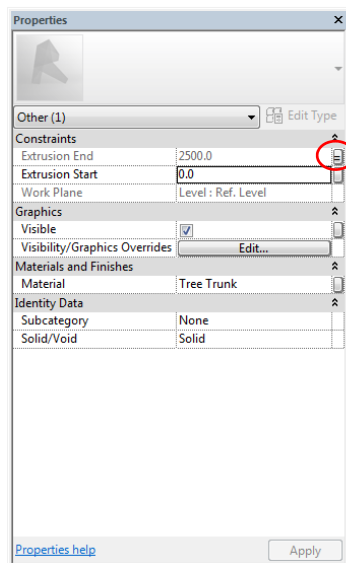 Properties x
Other (1) Edit Type
Constraints
Extrusion End 2500.0 =
Extrusion Start 0.0
Work Plane Level : Ref. Level
Graphics
Visible
Visibility/Graphics Overrides Edit...
Materials and Finishes
Material Tree Trunk
Identity Data
Subcategory None
Solid/Void Solid
Properties help Apply